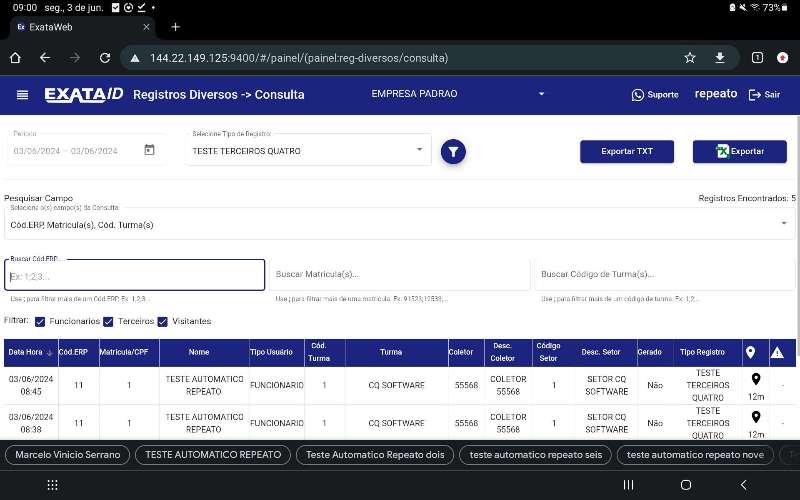 09:00 seg., 3 de jun.
73%
ExataWeb
144.22.149.125:9400/#/painel/(painel:reg-diversos/consulta)
1
EXATA ID Registros Diversos -> Consulta
EMPRESA PADRAO
Suporte
repeato
Sair
Período
03/06/2024 – 03/06/2024
Selecione Tipo de Registro:
TESTE TERCEIROS QUATRO
Exportar TXT
Exportar
Pesquisar Campo
Registros Encontrados: 5
Selecione o(s) campo(s) da Consulta:
Cód.ERP, Matricula(s), Cód. Turma(s)
Buscar Cód.ERP...
Ex: 1;2;3...
Buscar Matricula(s)...
Buscar Código de Turma(s)...
Use ; para filtrar mais de um Cód.ERP, Ex: 1;2;3...
Use ; para filtrar mais de uma matrícula. Ex: 91523;12533;...
Use ; para filtrar mais de um código de turma. Ex: 1;2;...
Filtrar:
Funcionarios
Terceiros
Visitantes
Data Hora Cód.ERP Matricula/CPF Nome Tipo Usuário Cód. Turma Turma Coletor Desc. Coletor Código Setor Desc. Setor Gerado Tipo Registro
03/06/2024 08:45 11 1 TESTE AUTOMATICO REPEATO FUNCIONARIO 1 CQ SOFTWARE 55568 COLETOR 55568 1 SETOR CQ SOFTWARE Não TESTE TERCEIROS QUATRO 12m -
03/06/2024 08:38 11 1 TESTE AUTOMATICO REPEATO FUNCIONARIO 1 CQ SOFTWARE 55568 COLETOR 55568 1 SETOR CQ SOFTWARE Não TESTE TERCEIROS QUATRO 12m -
Marcelo Vinicio Serrano
TESTE AUTOMATICO REPEATO
Teste Automatico Repeato dois
teste automatico repeato seis
teste automatico repeato nove